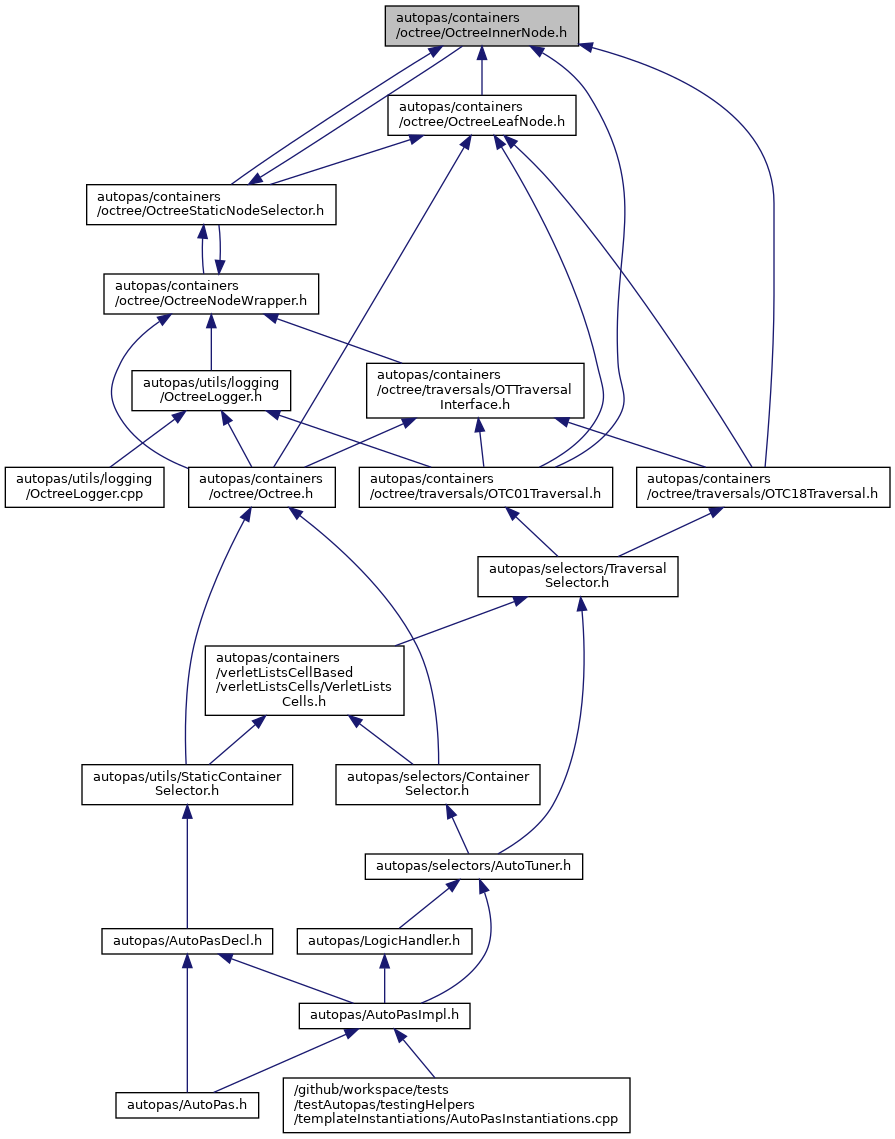 autopas/containers
/octree/OctreeInnerNode.h
autopas/containers
/octree/OctreeLeafNode.h
autopas/containers
/octree/OctreeStaticNodeSelector.h
autopas/containers
/octree/OctreeNodeWrapper.h
autopas/utils/logging
/OctreeLogger.h
autopas/containers
/octree/traversals/OTTraversal
Interface.h
autopas/utils/logging
/OctreeLogger.cpp
autopas/containers
/octree/Octree.h
autopas/containers
/octree/traversals/OTC01Traversal.h
autopas/containers
/octree/traversals/OTC18Traversal.h
autopas/selectors/Traversal
Selector.h
autopas/containers
/verletListsCellBased
/verletListsCells/VerletLists
Cells.h
autopas/utils/StaticContainer
Selector.h
autopas/selectors/Container
Selector.h
autopas/selectors/AutoTuner.h
autopas/AutoPasDecl.h
autopas/LogicHandler.h
autopas/AutoPasImpl.h
autopas/AutoPas.h
/github/workspace/tests
/testAutopas/testingHelpers
/templateInstantiations/AutoPasInstantiations.cpp